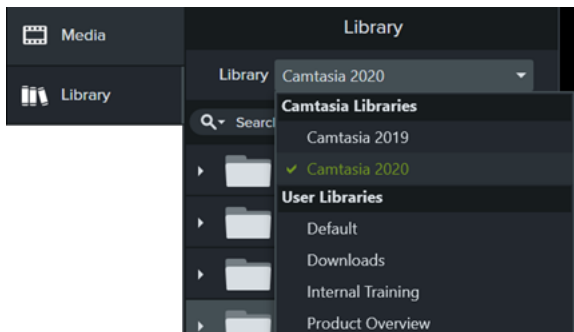 Media
Library
Library
Library Camtasia 2020
Search
Camtasia Libraries
Camtasia 2019
Camtasia 2020
User Libraries
Default
Downloads
Internal Training
Product Overview